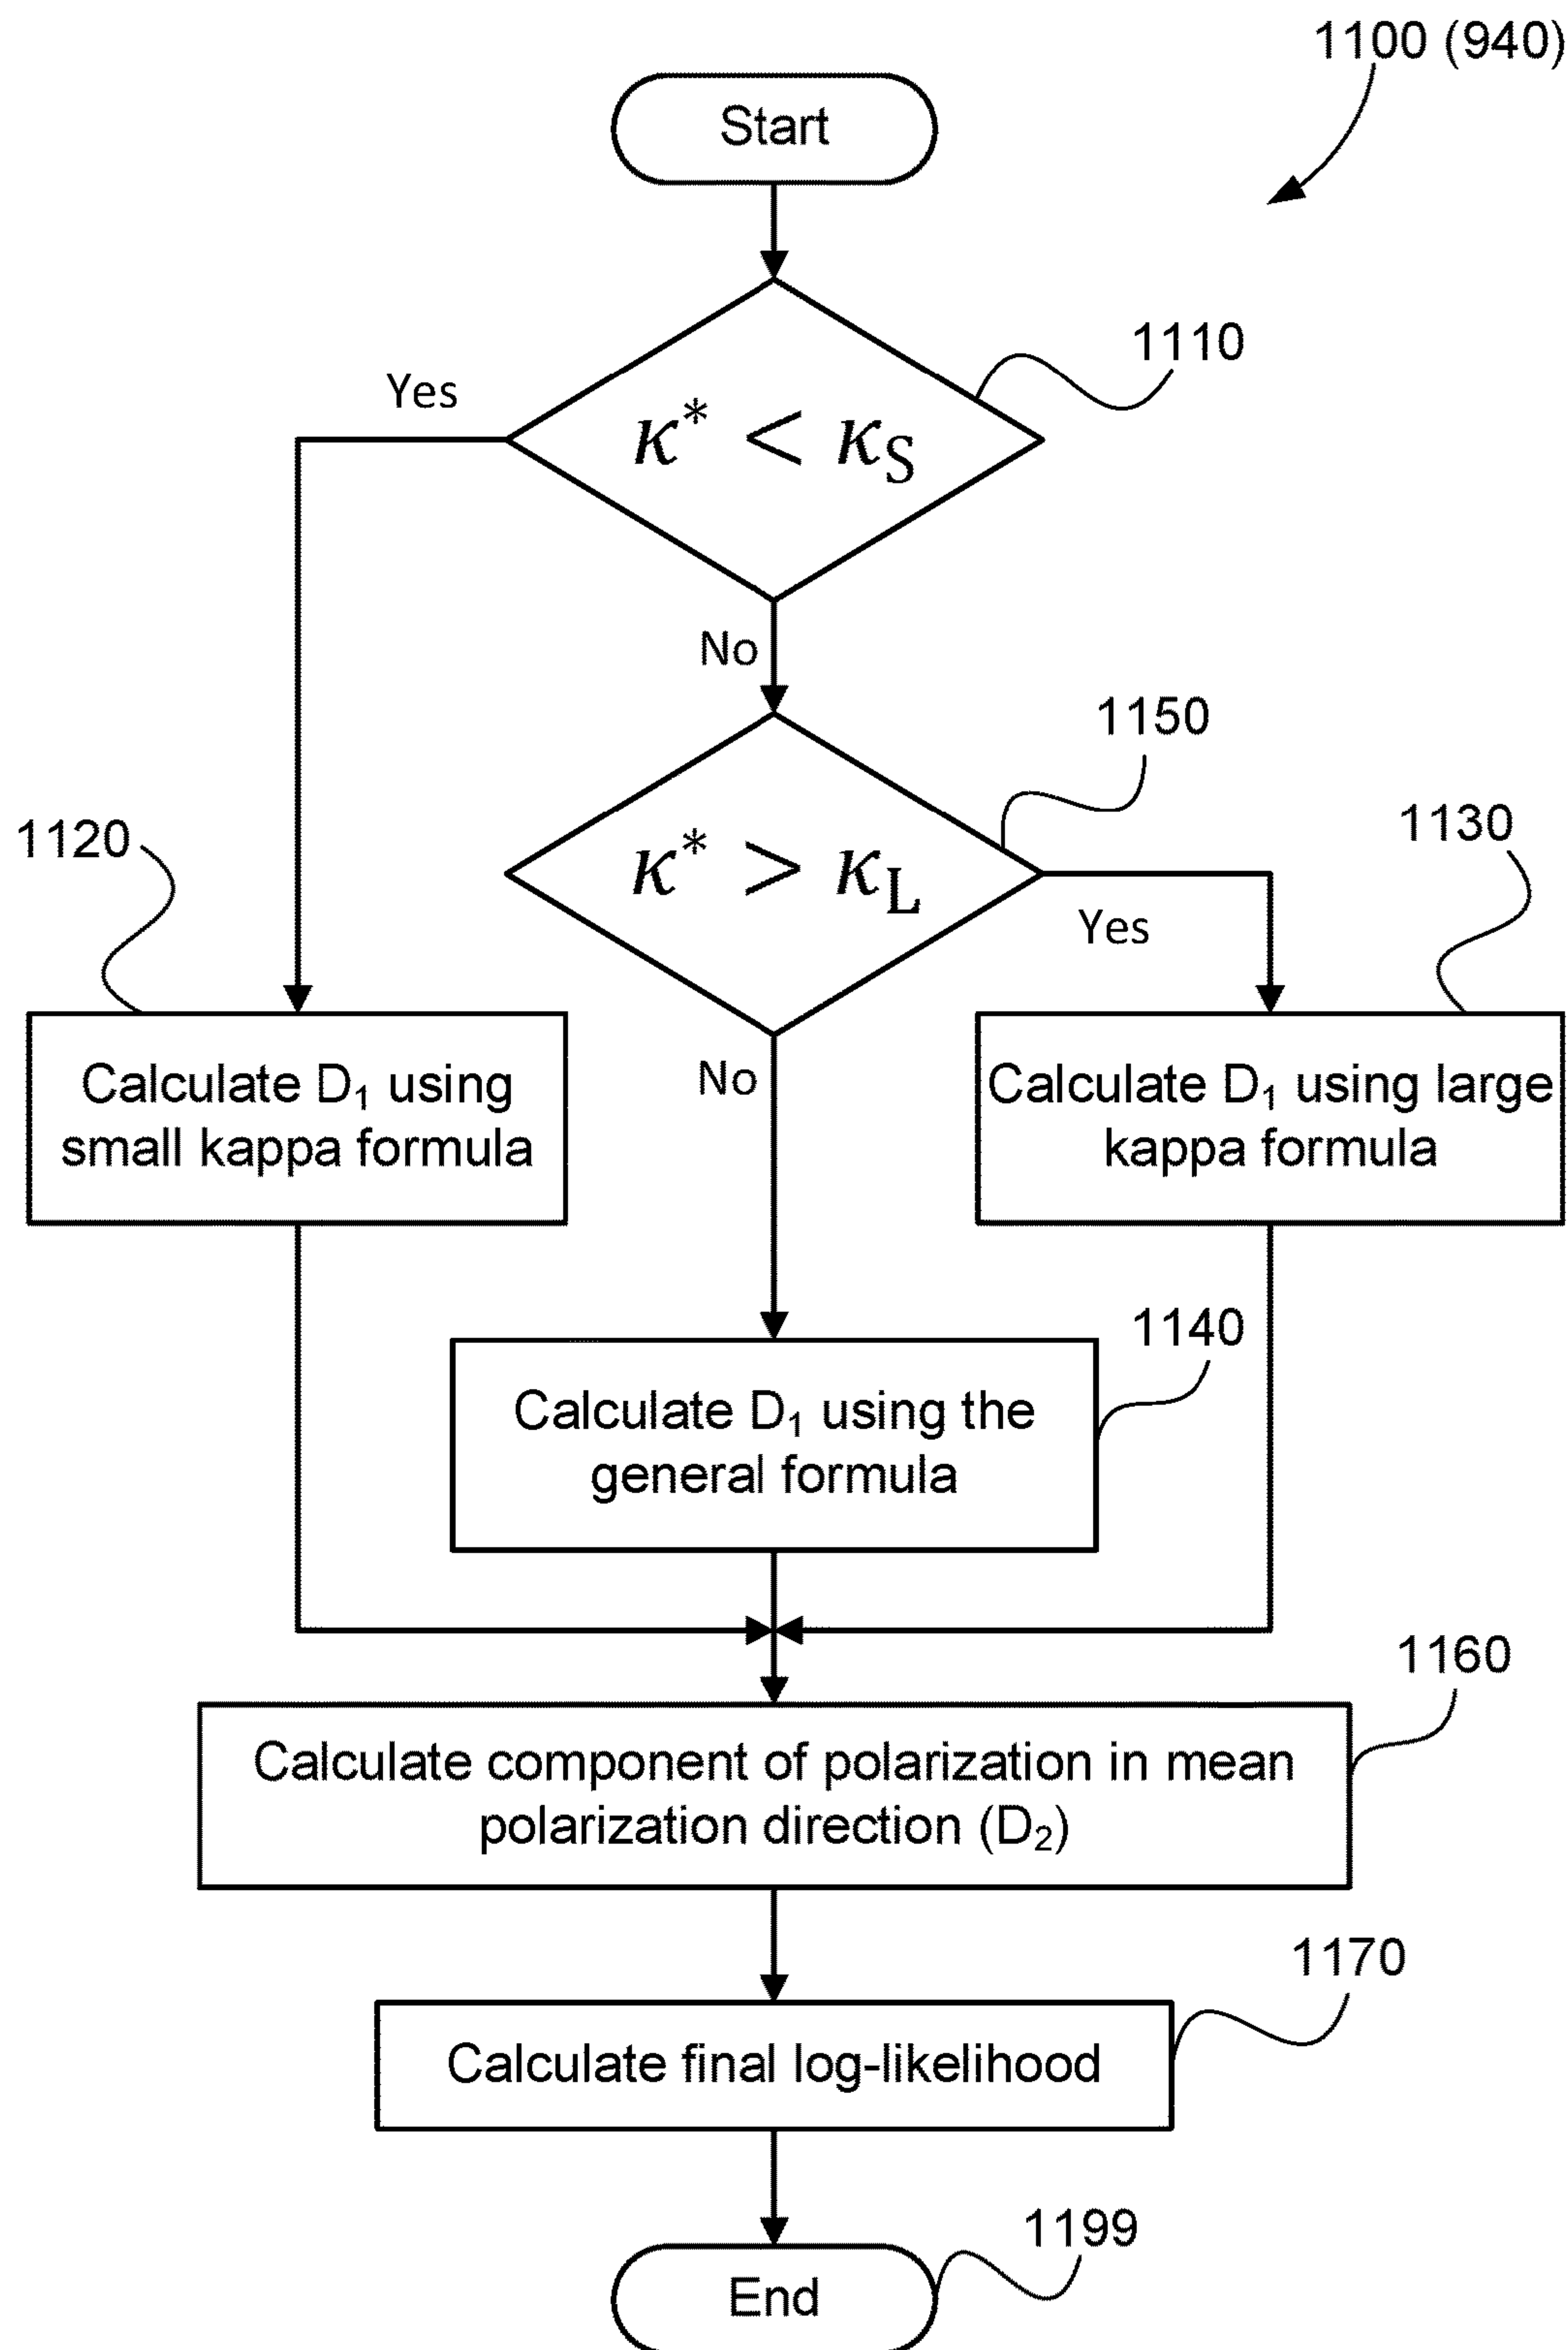 1100 (940)
Start
1110
Yes
κ* < κS
No
1150
1120
1130
κ* > κL
Yes
No
Calculate D1 using
small kappa formula
Calculate D1 using large
kappa formula
1140
Calculate D1 using the
general formula
1160
Calculate component of polarization in mean
polarization direction (D2)
1170
Calculate final log-likelihood
1199
End